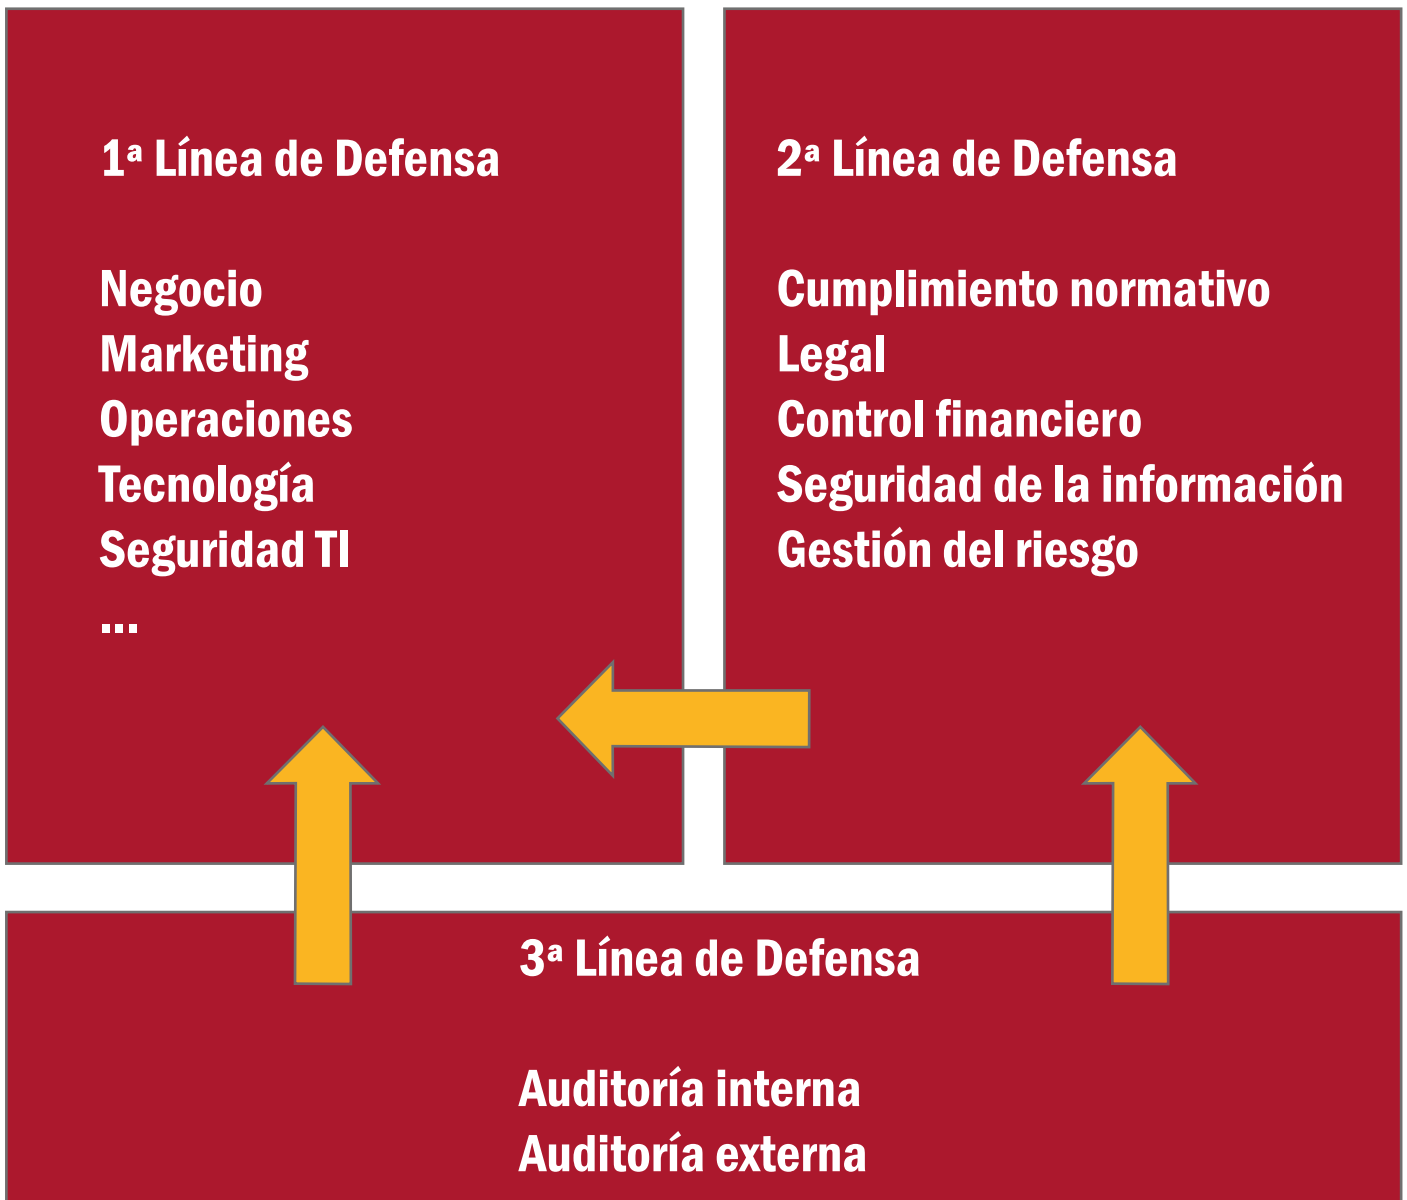 1ª Línea de Defensa
Negocio
Marketing
Operaciones
Tecnología
Seguridad TI
...
2ª Línea de Defensa
Cumplimiento normativo
Legal
Control financiero
Seguridad de la información
Gestión del riesgo
3ª Línea de Defensa
Auditoría interna
Auditoría externa